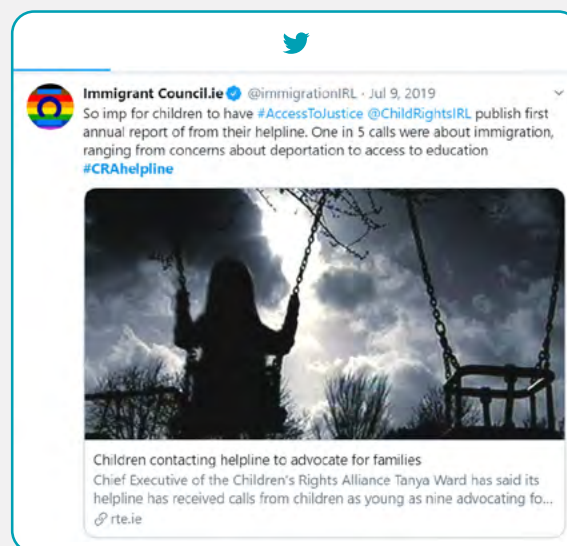 Immigrant Council.ie @immigrationIRL · Jul 9, 2019
So imp for children to have #AccessToJustice @ChildRightsIRL publish first
annual report of from their helpline. One in 5 calls were about immigration,
ranging from concerns about deportation to access to education
#CRAhelpline
Children contacting helpline to advocate for families
Chief Executive of the Children's Rights Alliance Tanya Ward has said its
helpline has received calls from children as young as nine advocating fo...
rte.ie